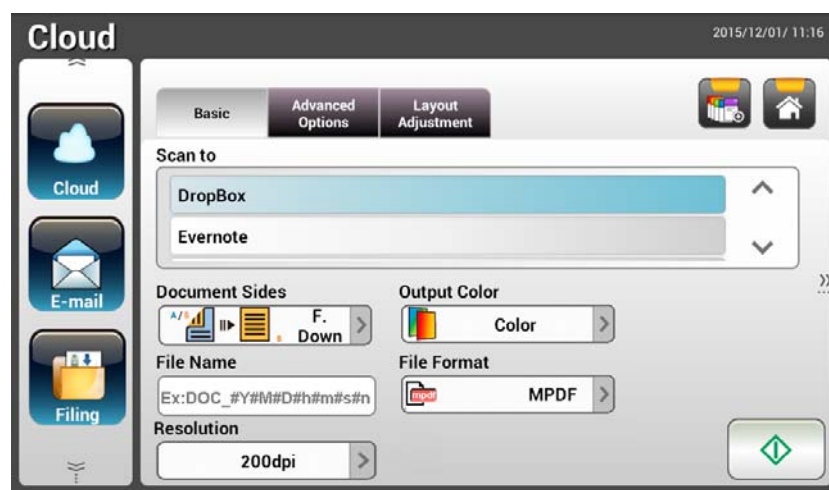 Cloud
2015/12/01/ 11:16
Basic
Advanced
Options
Layout
Adjustment
Scan to
Cloud
DropBox
Evernote
E-mail
Document Sides
Output Color
A/B
F.
Down
Color
File Name
File Format
Ex:DOC_#Y#M#D#h#m#s#n
mpdf
MPDF
Filing
Resolution
200dpi